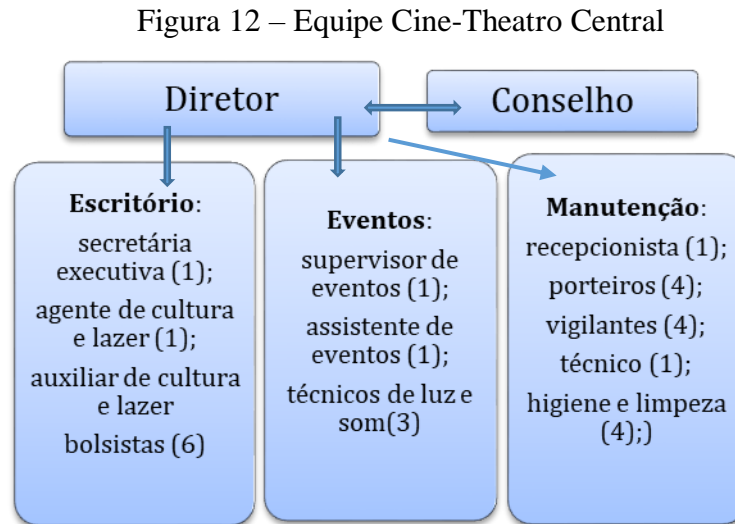 Figura 12 – Equipe Cine-Theatro Central
Diretor
Conselho
Escritório:
secretária
executiva (1);
agente de cultura
e lazer (1);
auxiliar de cultura
e lazer
bolsistas (6)
Eventos:
supervisor de
eventos (1);
assistente de
eventos (1);
técnicos de luz e
som(3)
Manutenção:
recepcionista (1);
porteiros (4);
vigilantes (4);
técnico (1);
higiene e limpeza
(4);)